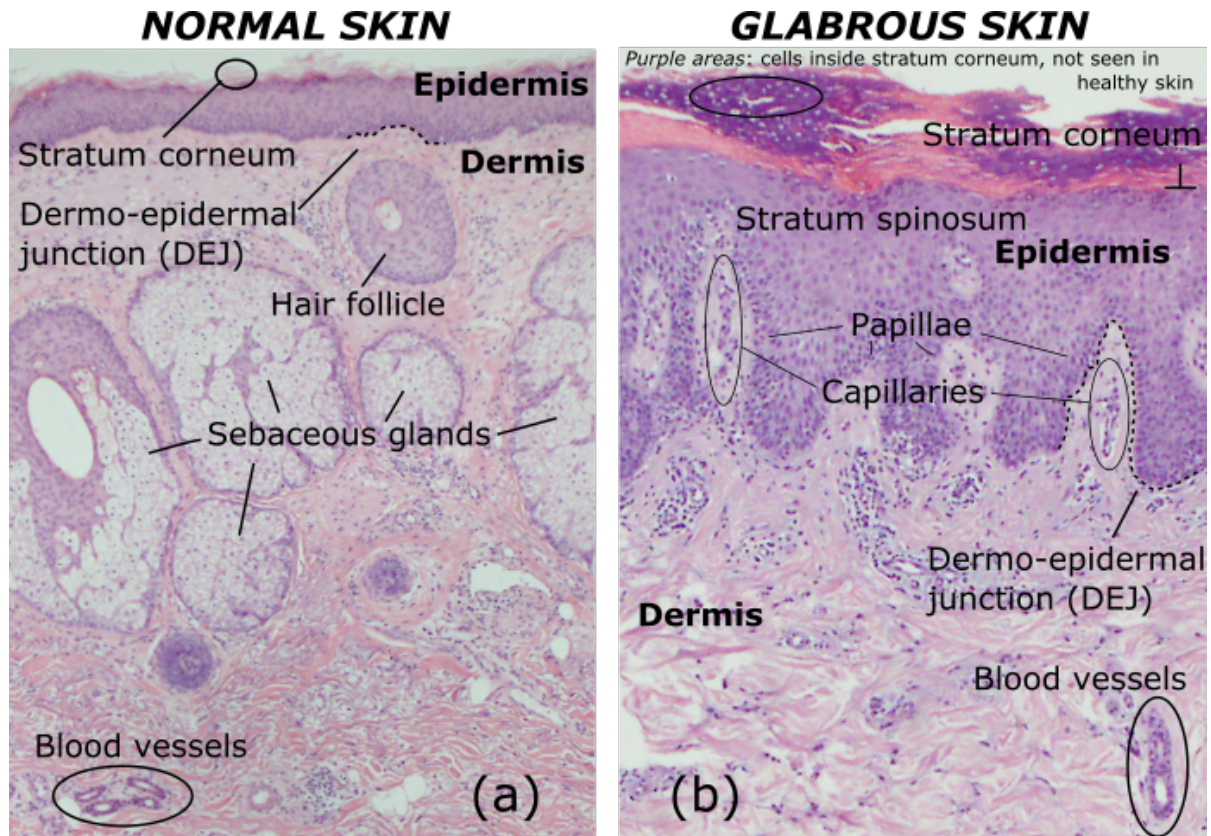 NORMAL SKIN
Epidermis
Stratum corneum
Dermis
Dermo-epidermal
junction (DEJ)
Hair follicle
Sebaceous glands
Blood vessels
(a)
GLABROUS SKIN
Purple areas: cells inside stratum corneum, not seen in
healthy skin
Stratum corneum
Stratum spinosum
Epidermis
Papillae
Capillaries
Dermo-epidermal
junction (DEJ)
Dermis
Blood vessels
(b)